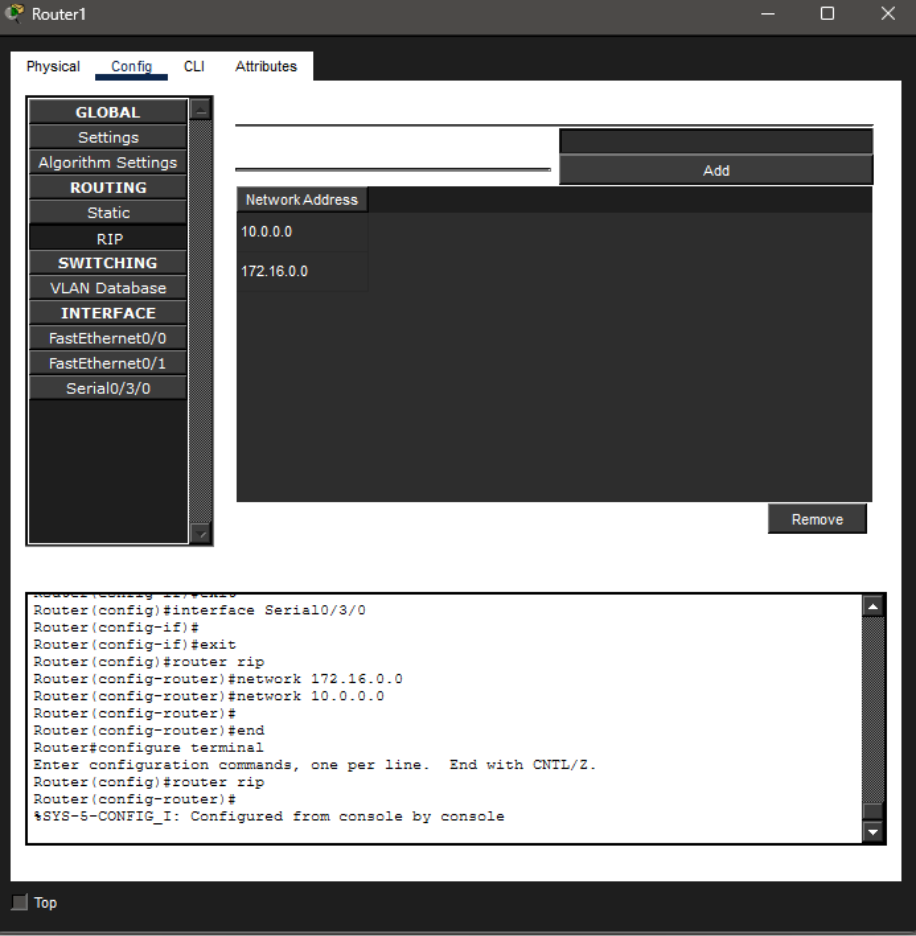 Router1
Physical Config CLI Attributes
GLOBAL
Settings
Algorithm Settings
ROUTING
Static
RIP
SWITCHING
VLAN Database
INTERFACE
FastEthernet0/0
FastEthernet0/1
Serial0/3/0
Add
Network Address
10.0.0.0
172.16.0.0
Remove
Router(config-if)#exit
Router(config)#interface Serial0/3/0
Router(config-if)#
Router(config-if)#exit
Router(config)#router rip
Router(config-router)#network 172.16.0.0
Router(config-router)#network 10.0.0.0
Router(config-router)#
Router(config-router)#end
Router#configure terminal
Enter configuration commands, one per line.  End with CNTL/Z.
Router(config)#router rip
Router(config-router)#
%SYS-5-CONFIG_I: Configured from console by console
Top